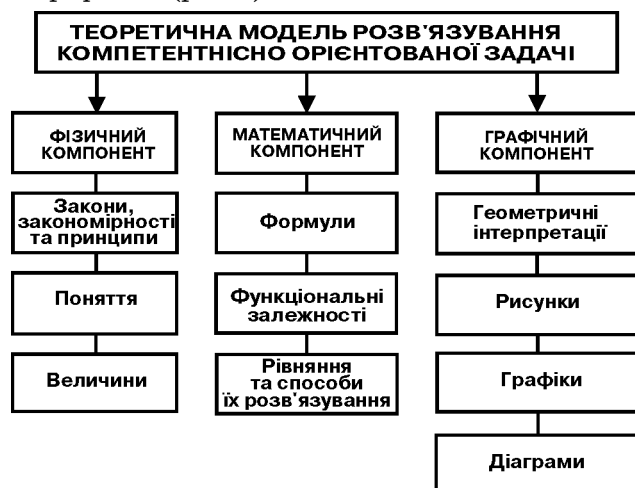 ТЕОРЕТИЧНА МОДЕЛЬ РОЗВ'ЯЗУВАННЯ
КОМПЕТЕНТНІСНО ОРІЄНТОВАНОЇ ЗАДАЧІ
ФІЗИЧНИЙ
КОМПОНЕНТ
Закони,
закономірності
та принципи
Поняття
Величини
МАТЕМАТИЧНИЙ
КОМПОНЕНТ
Формули
Функціональні
залежності
Рівняння
та способи
їх розв'язування
ГРАФІЧНИЙ
КОМПОНЕНТ
Геометричні
інтерпретації
Рисунки
Графіки
Діаграми